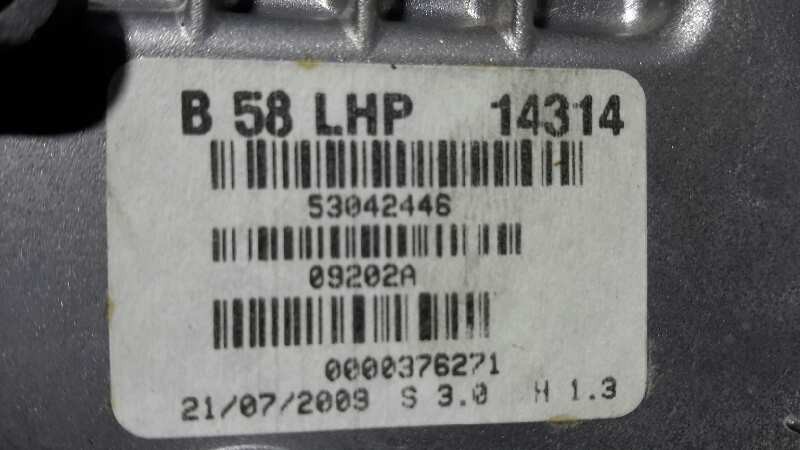 B 58 LHP 14314
53042446
09202A
0000376271
21/07/2009 S 3.0 H 1.3